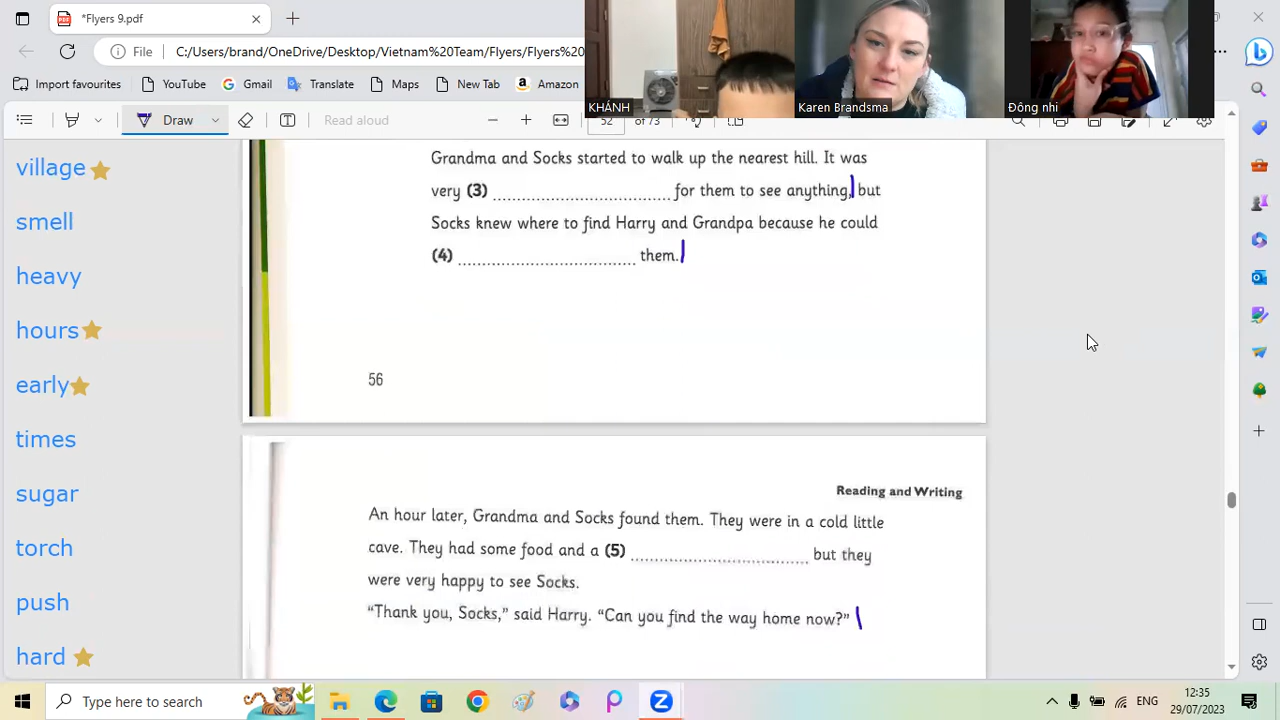 *Flyers 9.pdf
File
C:/Users/brand/OneDrive/Desktop/Vietnam%20Team/Flyers/Flyers%20
Import favourites
YouTube
Gmail
Translate
Maps
New Tab
Amazon
KHÁNH
Karen Brandsma
Đông nhi
Draw
Read aloud
52
of 73
village
smell
heavy
hours
early
times
sugar
torch
push
hard
Grandma and Socks started to walk up the nearest hill. It was
very (3) ........................................ for them to see anything, but
Socks knew where to find Harry and Grandpa because he could
(4) ........................................ them.
56
Reading and Writing
An hour later, Grandma and Socks found them. They were in a cold little
cave. They had some food and a (5) ........................................ but they
were very happy to see Socks.
“Thank you, Socks,” said Harry. “Can you find the way home now?”
Type here to search
ENG
12:35
29/07/2023